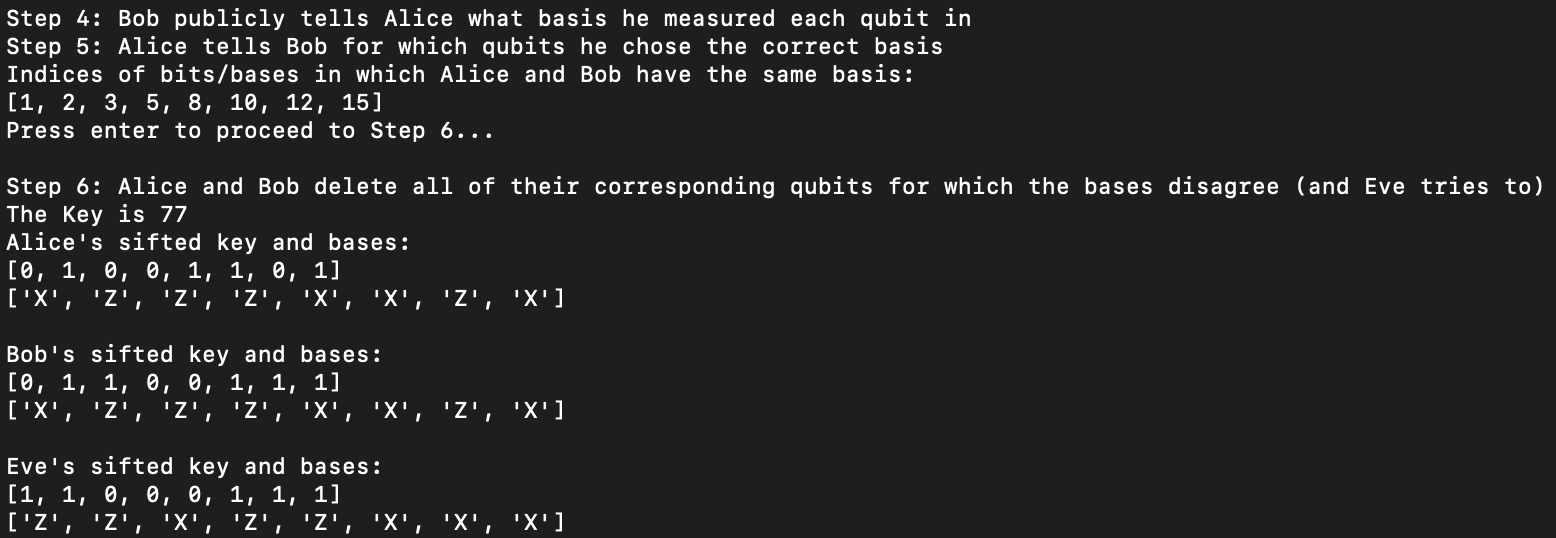 Step 4: Bob publicly tells Alice what basis he measured each qubit in
Step 5: Alice tells Bob for which qubits he chose the correct basis
Indices of bits/bases in which Alice and Bob have the same basis:
[1, 2, 3, 5, 8, 10, 12, 15]
Press enter to proceed to Step 6...
Step 6: Alice and Bob delete all of their corresponding qubits for which the bases disagree (and Eve tries to)
The Key is 77
Alice's sifted key and bases:
[0, 1, 0, 0, 1, 1, 0, 1]
['X', 'Z', 'Z', 'Z', 'X', 'X', 'Z', 'X']
Bob's sifted key and bases:
[0, 1, 1, 0, 0, 1, 1, 1]
['X', 'Z', 'Z', 'Z', 'X', 'X', 'Z', 'X']
Eve's sifted key and bases:
[1, 1, 0, 0, 0, 1, 1, 1]
['Z', 'Z', 'X', 'Z', 'Z', 'X', 'X', 'X']